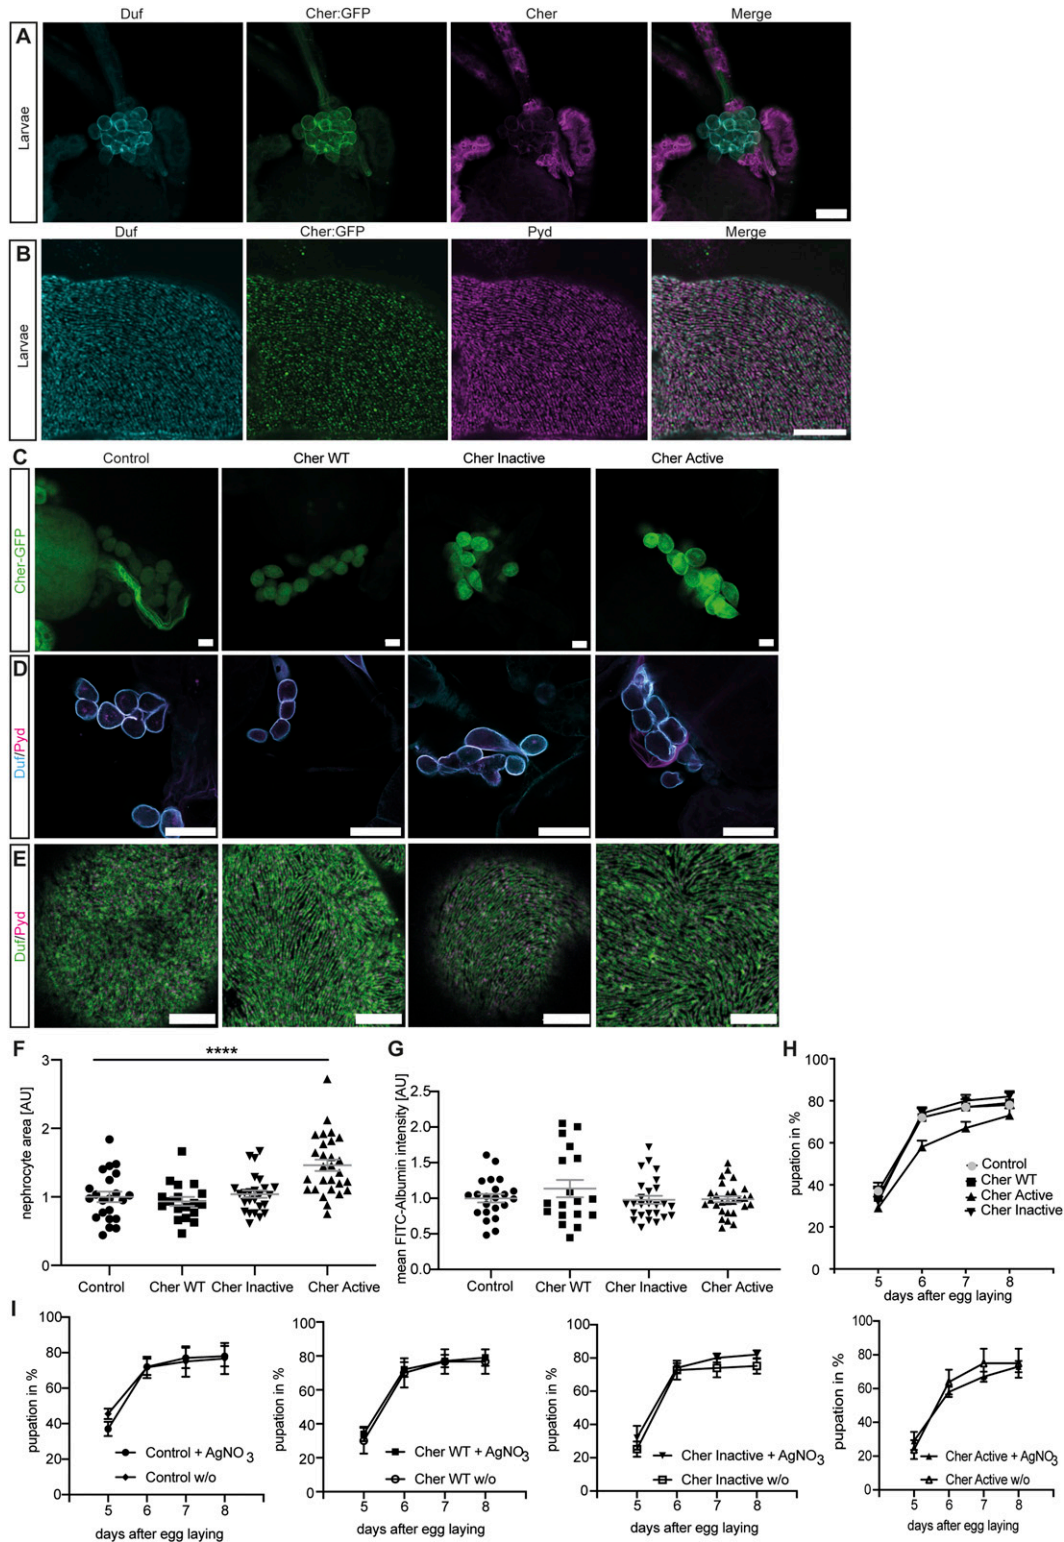 Duf Cher:GFP Cher Merge
A
Larvae
Duf Cher:GFP Pyd Merge
B
Larvae
C Control Cher WT Cher Inactive Cher Active
Cher-GFP
D
Duf/Pyd
E
Duf/Pyd
F
nephrocyte area [AU]
3
2
1
0
****
Control Cher WT Cher Inactive Cher Active
G
mean FITC-Albumin intensity [AU]
2.5
2.0
1.5
1.0
0.5
0.0
Control Cher WT Cher Inactive Cher Active
H
pupation in %
100
80
60
40
20
0
Control
Cher WT
Cher Active
Cher Inactive
5 6 7 8
days after egg laying
I
pupation in %
100
80
60
40
20
0
Control + AgNO3
Control w/o
5 6 7 8
days after egg laying
pupation in %
100
80
60
40
20
0
Cher WT + AgNO3
Cher WT w/o
5 6 7 8
days after egg laying
pupation in %
100
80
60
40
20
0
Cher Inactive + AgNO3
Cher Inactive w/o
5 6 7 8
days after egg laying
pupation in %
100
80
60
40
20
0
Cher Active + AgNO3
Cher Active w/o
5 6 7 8
days after egg laying